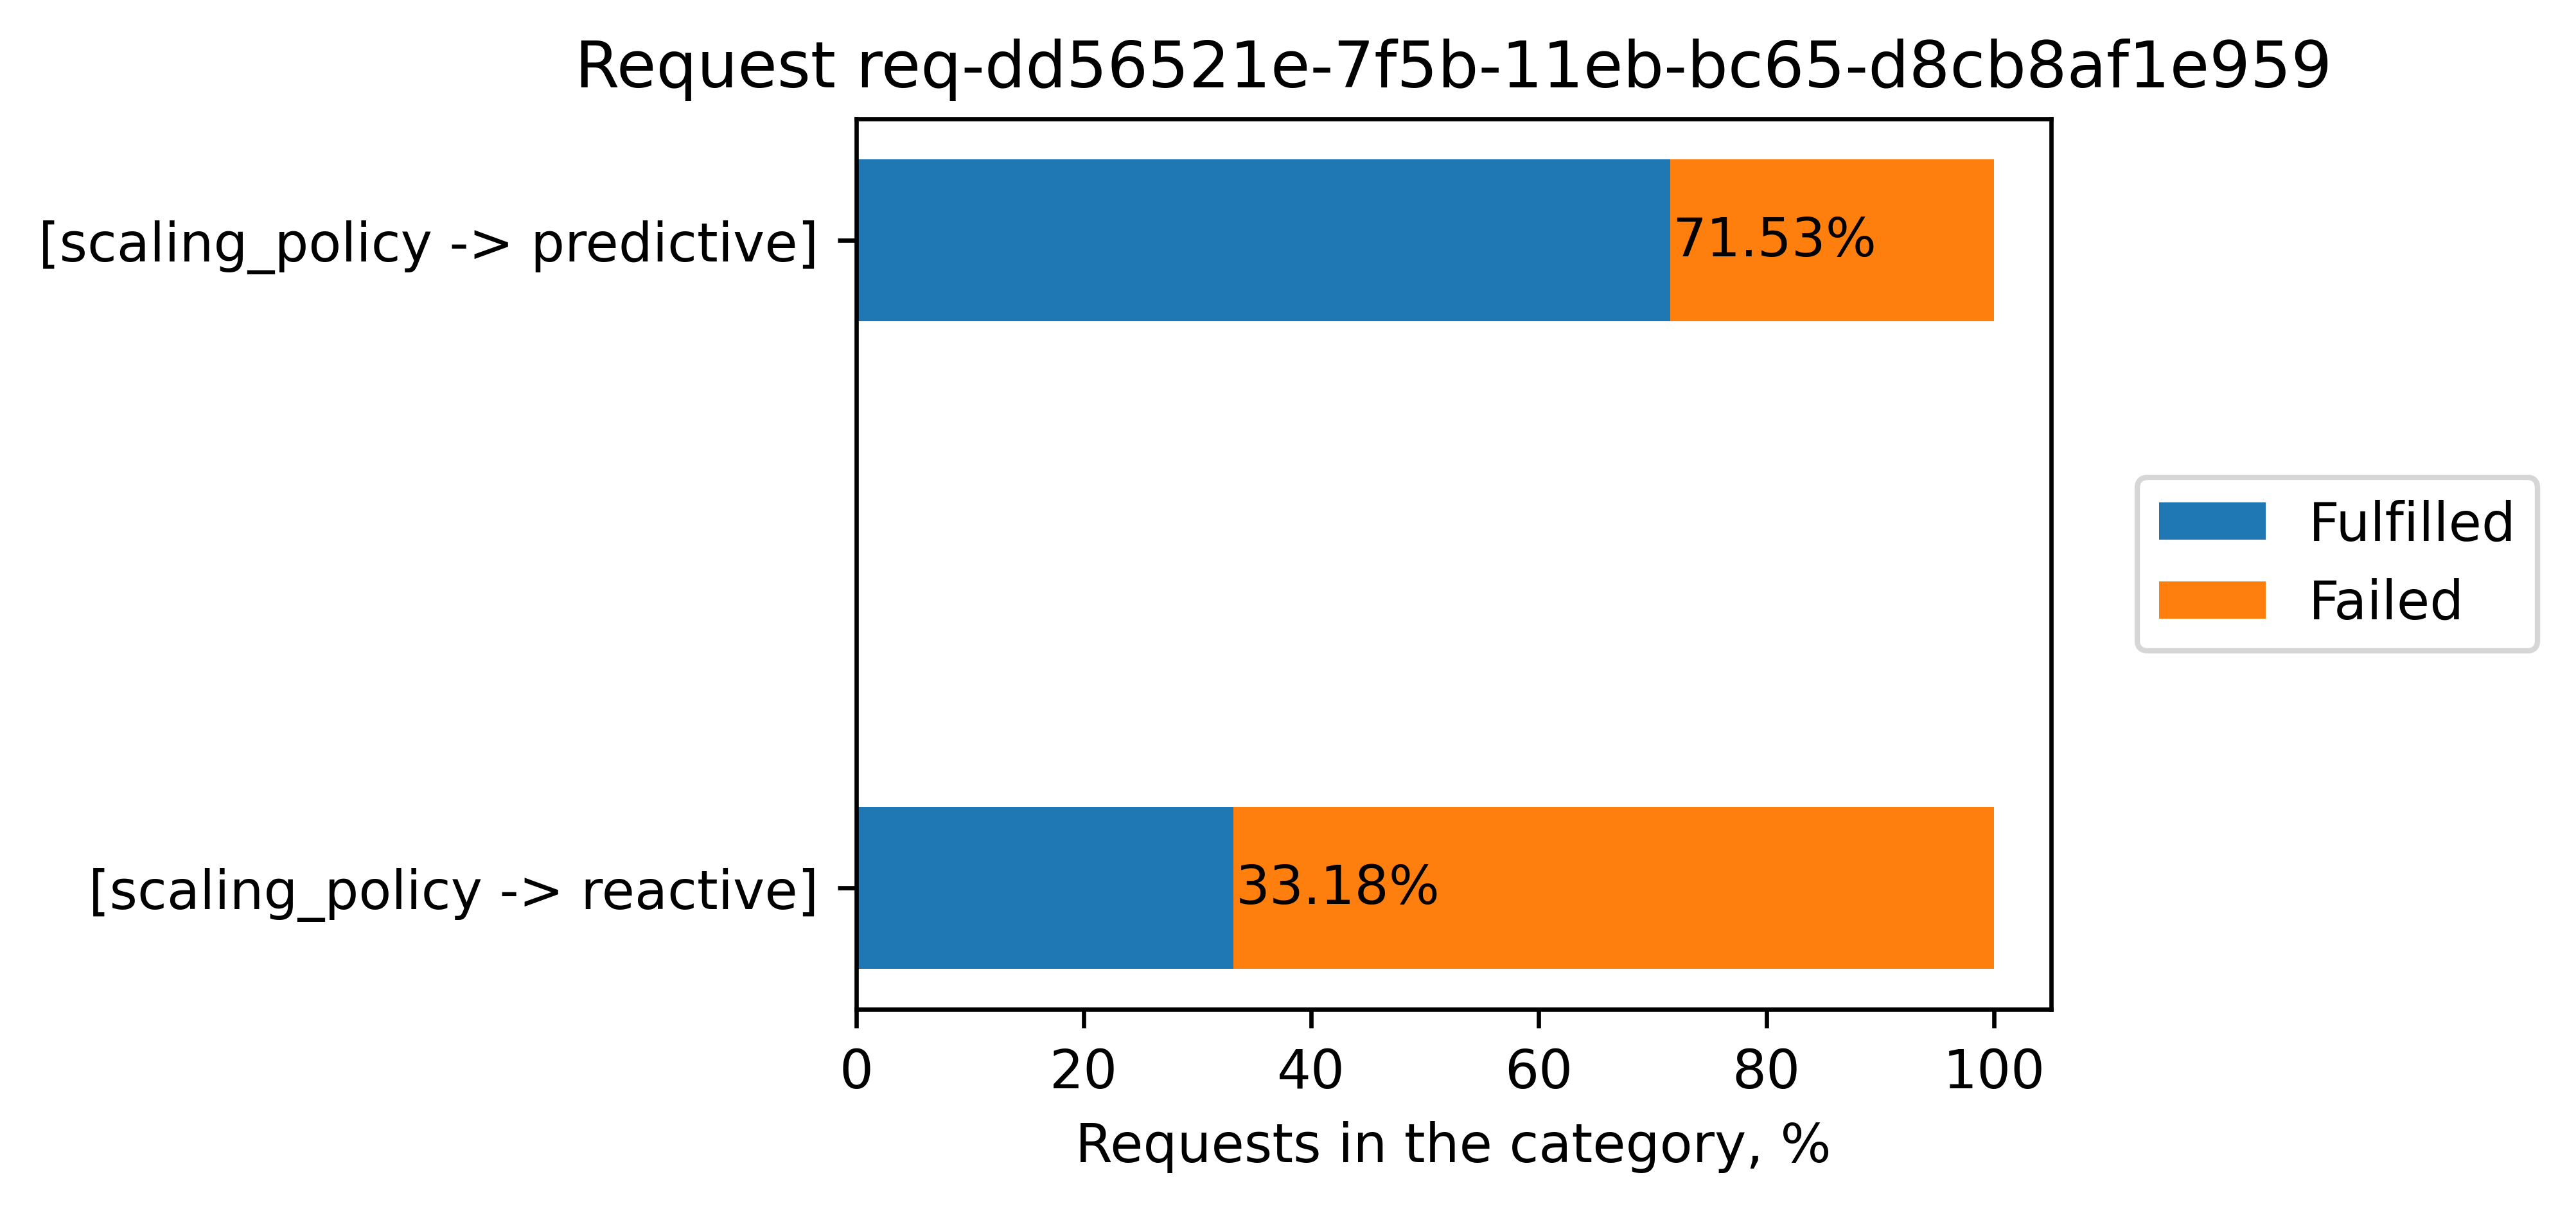 Request req-dd56521e-7f5b-11eb-bc65-d8cb8af1e959
[scaling_policy -> predictive]
71.53%
Fulfilled
Failed
[scaling_policy -> reactive]
33.18%
0 20 40 60 80 100
Requests in the category, %